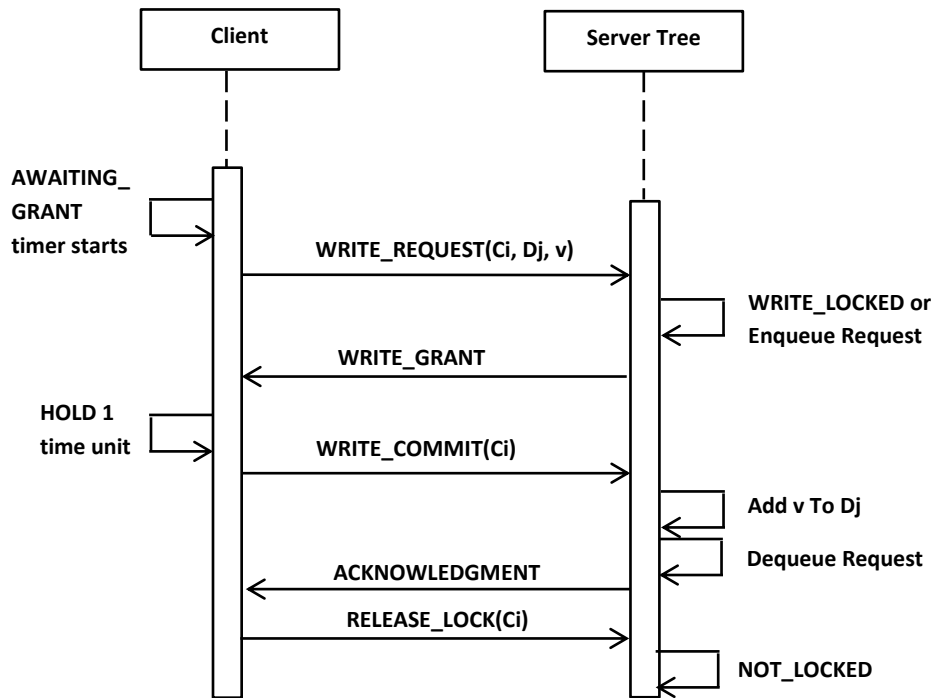 Client
Server Tree
AWAITING_
GRANT
timer starts
WRITE_REQUEST(Ci, Dj, v)
WRITE_LOCKED or
Enqueue Request
WRITE_GRANT
HOLD 1
time unit
WRITE_COMMIT(Ci)
Add v To Dj
Dequeue Request
ACKNOWLEDGMENT
RELEASE_LOCK(Ci)
NOT_LOCKED